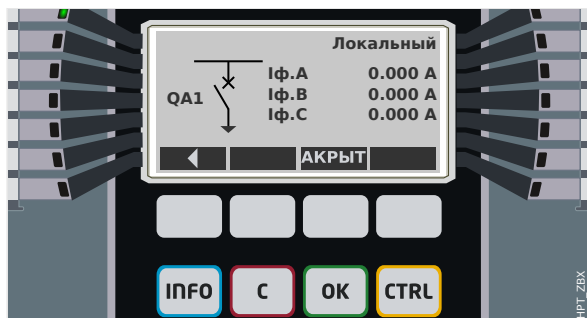 Локальный
QA1
Iф.A 0.000 A
Iф.B 0.000 A
Iф.C 0.000 A
АКРЫТ
INFO
C
OK
CTRL
HPT_ZBX